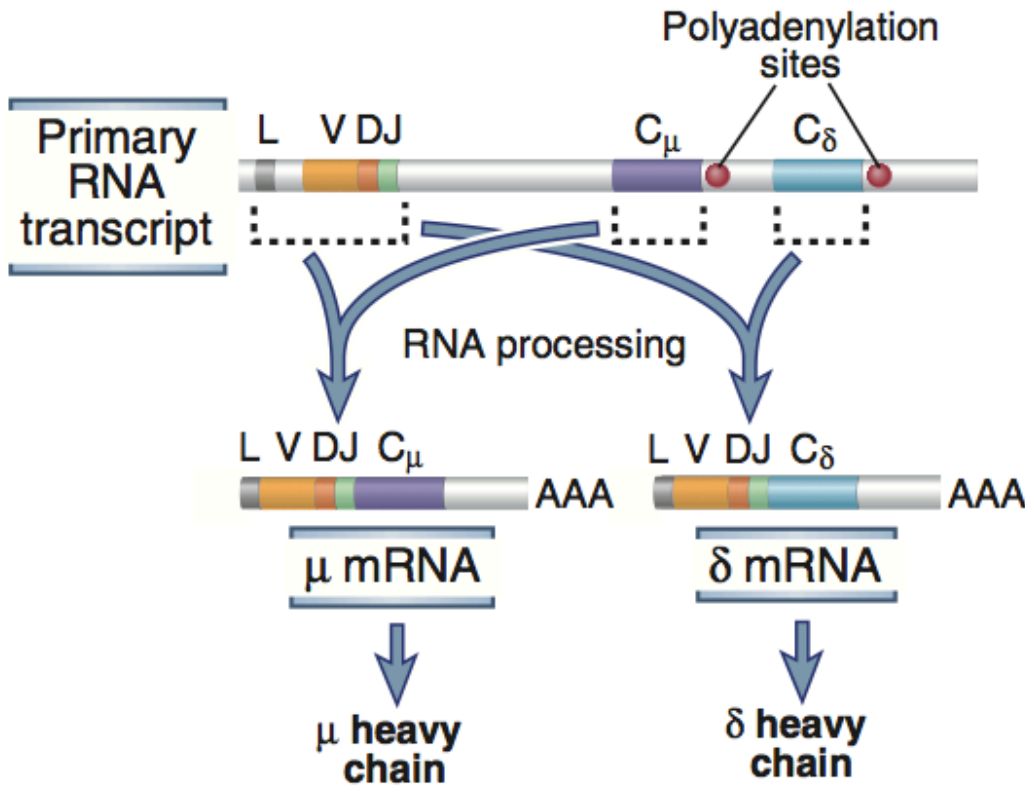 Polyadenylation
sites
Primary
RNA
transcript
L V DJ Cμ Cδ
RNA processing
L V DJ Cμ
L V DJ Cδ
AAA
AAA
μ mRNA
δ mRNA
μ heavy
chain
δ heavy
chain